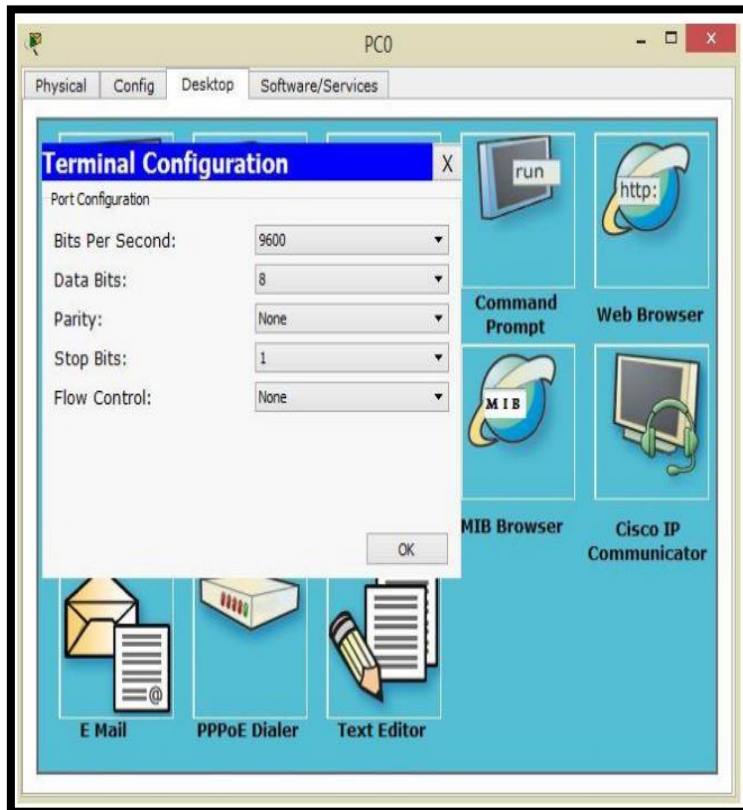 PC0
Physical Config Desktop Software/Services
Terminal Configuration X
Port Configuration
Bits Per Second: 9600
Data Bits: 8
Parity: None
Stop Bits: 1
Flow Control: None
OK
run
Command
Prompt
http:
Web Browser
MIB
MIB Browser
Cisco IP
Communicator
@
E Mail
PPPoE Dialer
Text Editor